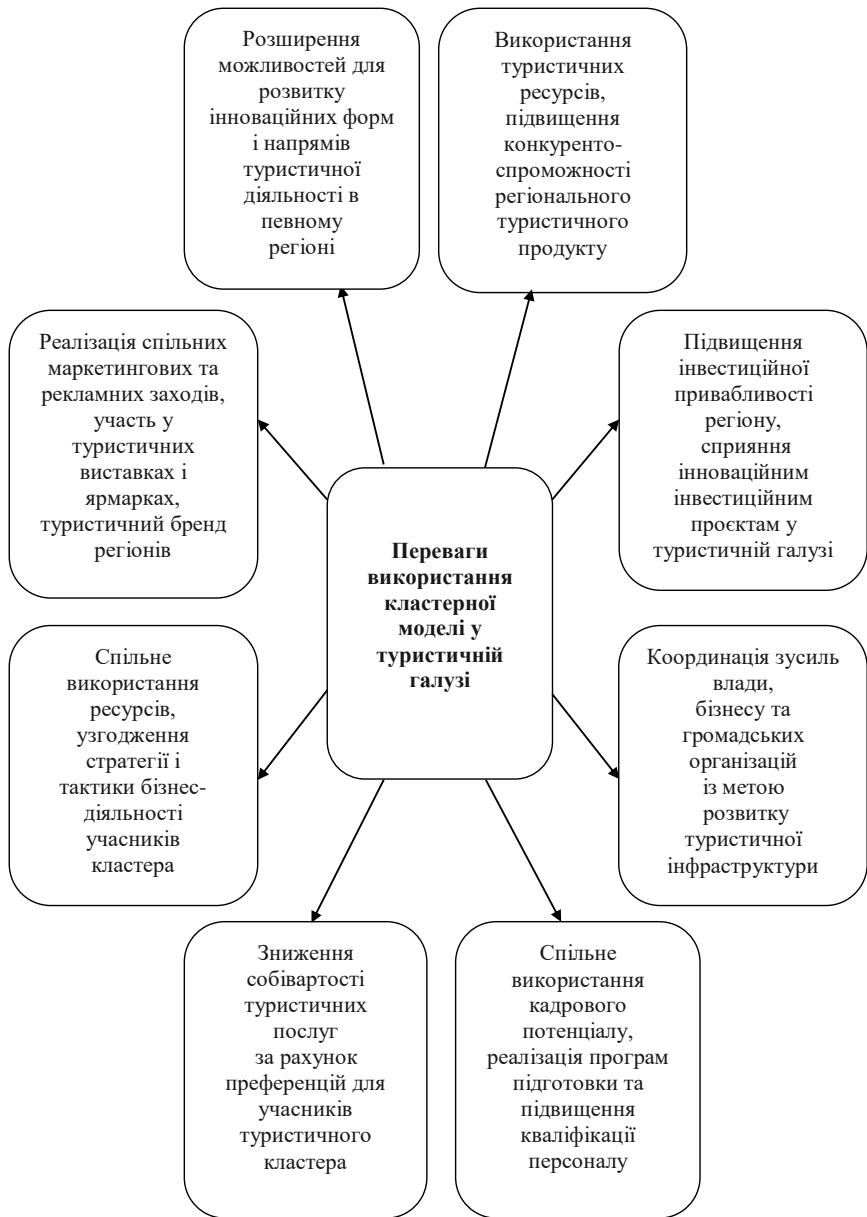 Розширення
можливостей для
розвитку
інноваційних форм
і напрямів
туристичної
діяльності в
певному
регіоні
Використання
туристичних
ресурсів,
підвищення
конкуренто-
спроможності
регіонального
туристичного
продукту
Реалізація спільних
маркетингових та
рекламних заходів,
участь у
туристичних
виставках і
ярмарках,
туристичний бренд
регіонів
Підвищення
інвестиційної
привабливості
регіону,
сприяння
інноваційним
інвестиційним
проєктам у
туристичній галузі
Переваги
використання
кластерної
моделі у
туристичній
галузі
Спільне
використання
ресурсів,
узгодження
стратегії і
тактики бізнес-
діяльності
учасників
кластера
Координація зусиль
влади,
бізнесу та
громадських
організацій
із метою
розвитку
туристичної
інфраструктури
Зниження
собівартості
туристичних
послуг
за рахунок
преференцій для
учасників
туристичного
кластера
Спільне
використання
кадрового
потенціалу,
реалізація програм
підготовки та
підвищення
кваліфікації
персоналу